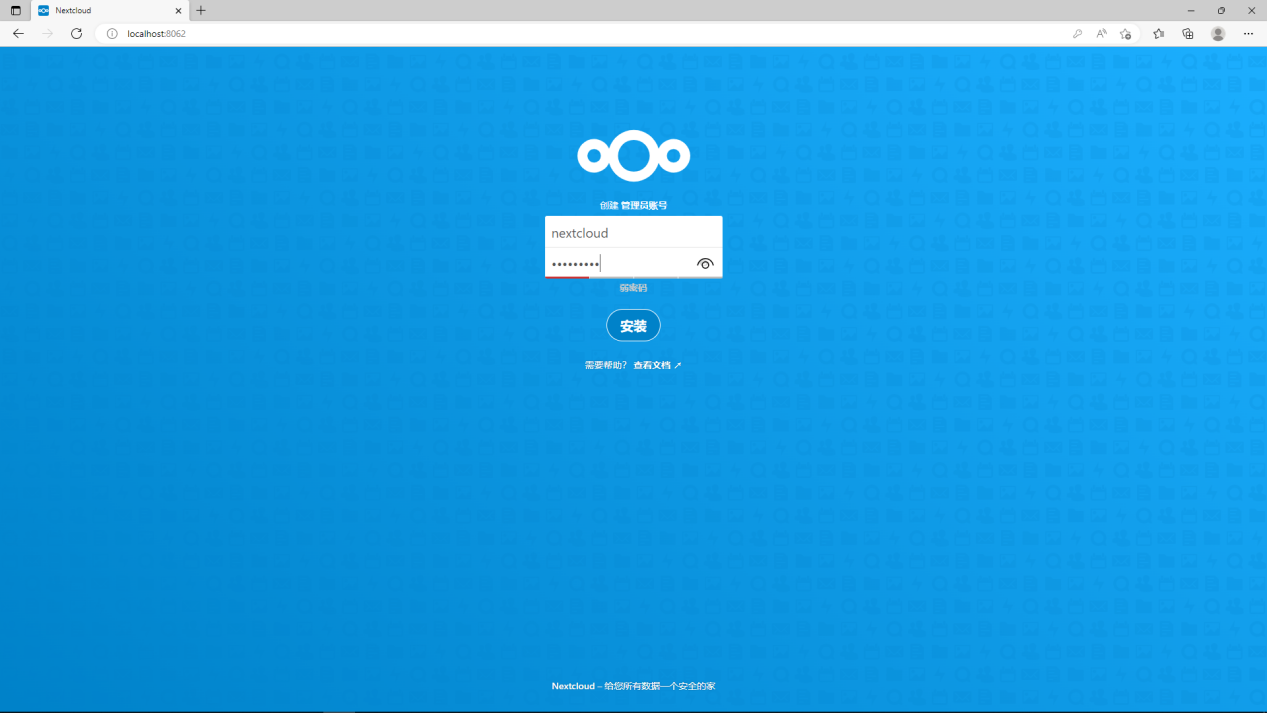 Nextcloud
localhost:8062
创建 管理员账号
nextcloud
•••••••••
弱密码
安装
需要帮助? 查看文档 ↗
Nextcloud – 给您所有数据一个安全的家